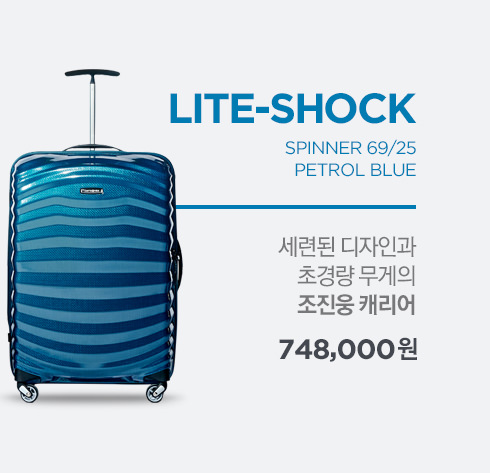 LITE-SHOCK
SPINNER 69/25
PETROL BLUE
세련된 디자인과
초경량 무게의
조진웅 캐리어
748,000원